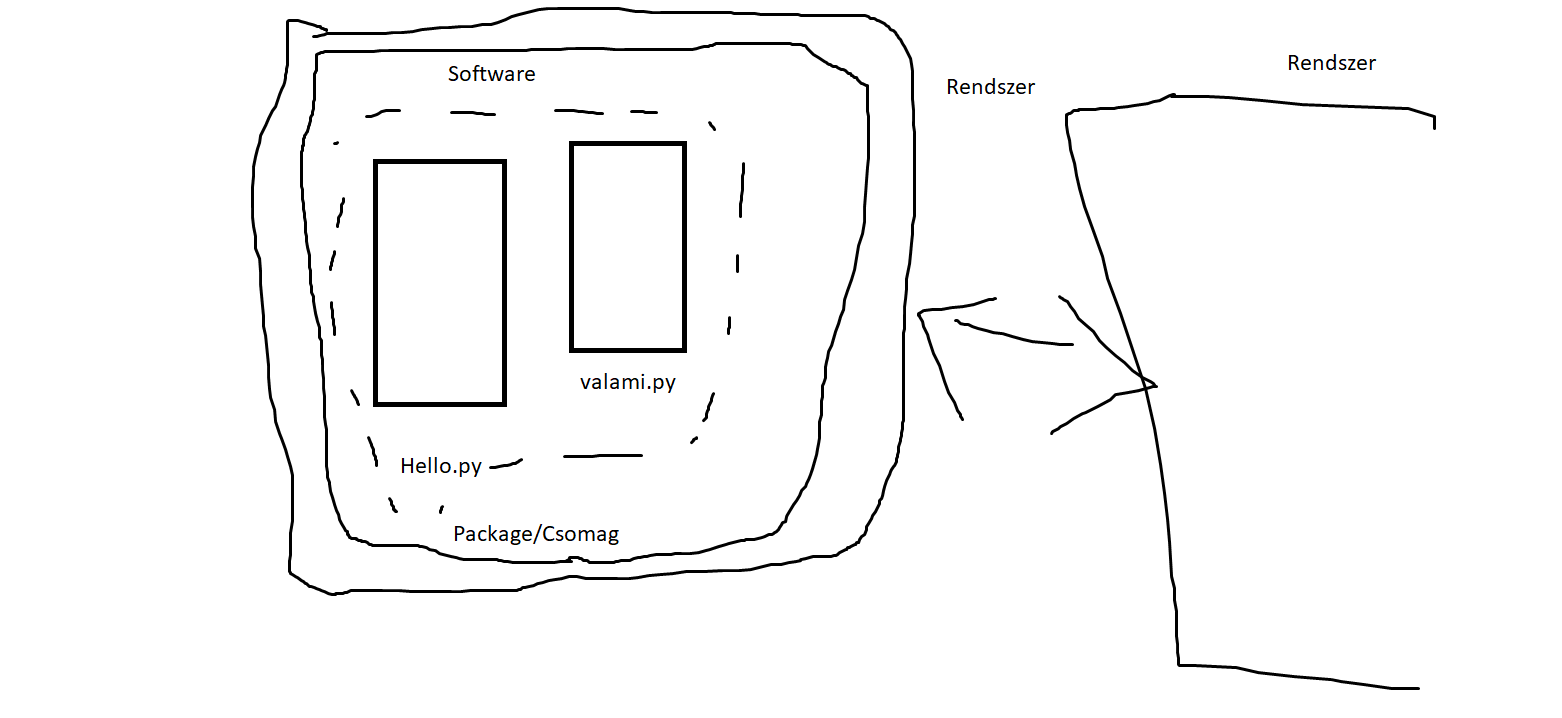 Software
Rendszer
Rendszer
valami.py
Hello.py
Package/Csomag